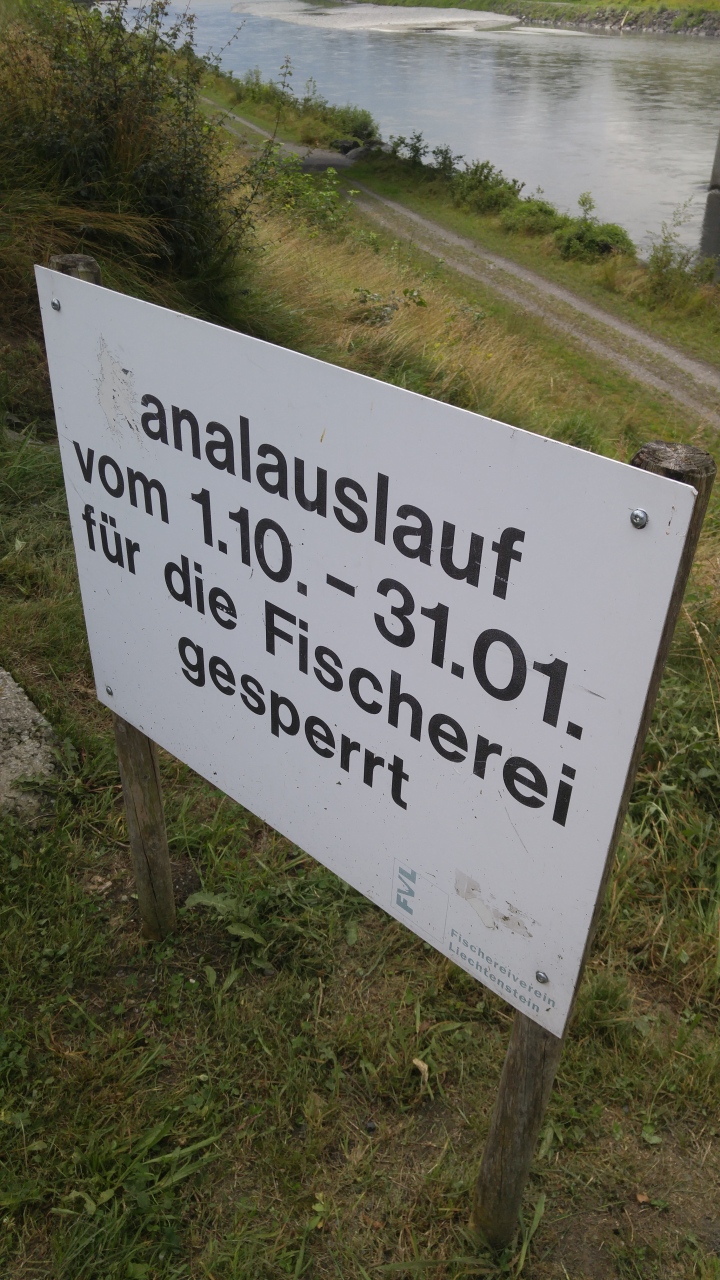 analauslauf
vom 1.10. - 31.01.
für die Fischerei
gesperrt
FVL
Fischereiverein
Liechtenstein